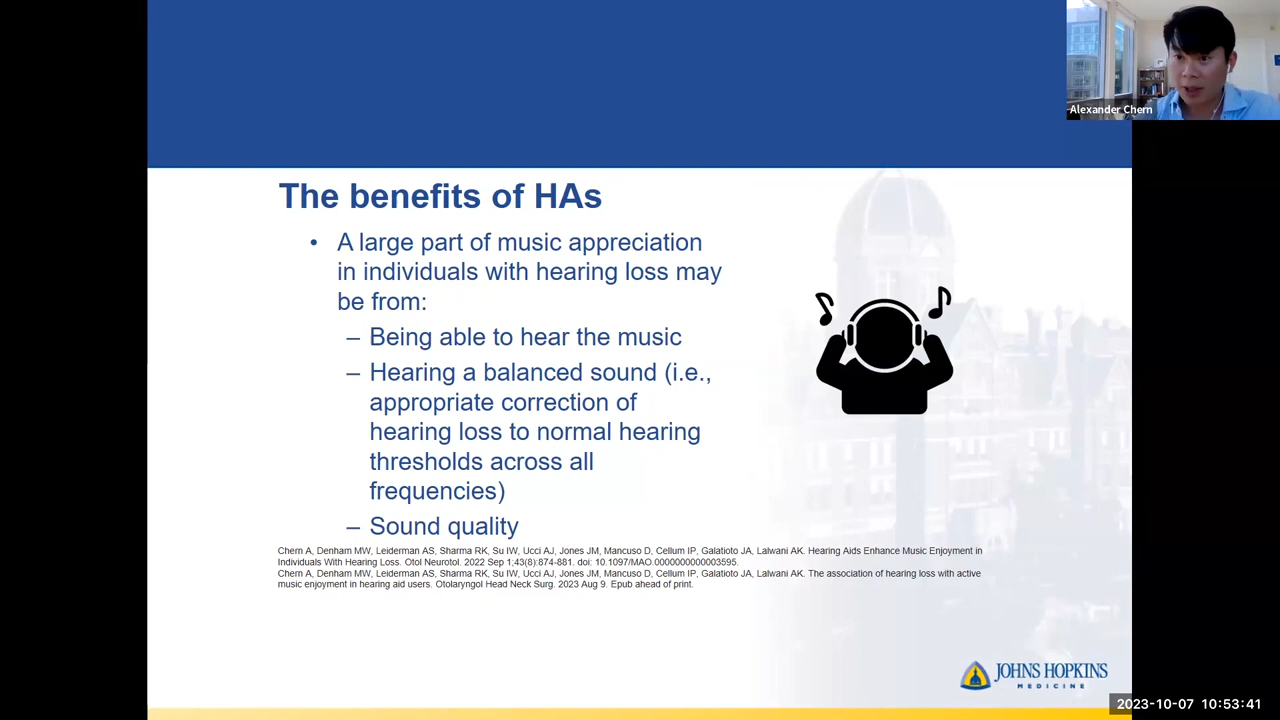 Alexander Chern
The benefits of HAs
• A large part of music appreciation
in individuals with hearing loss may
be from:
– Being able to hear the music
– Hearing a balanced sound (i.e.,
appropriate correction of
hearing loss to normal hearing
thresholds across all
frequencies)
– Sound quality
Chern A, Denham MW, Leiderman AS, Sharma RK, Su IW, Ucci AJ, Jones JM, Mancuso D, Cellum IP, Galatioto JA, Lalwani AK. Hearing Aids Enhance Music Enjoyment in
Individuals With Hearing Loss. Otol Neurotol. 2022 Sep 1;43(8):874-881. doi: 10.1097/MAO.0000000000003595.
Chern A, Denham MW, Leiderman AS, Sharma RK, Su IW, Ucci AJ, Jones JM, Mancuso D, Cellum IP, Galatioto JA, Lalwani AK. The association of hearing loss with active
music enjoyment in hearing aid users. Otolaryngol Head Neck Surg. 2023 Aug 9. Epub ahead of print.
JOHNS HOPKINS
MEDICINE
2023-10-07 10:53:41